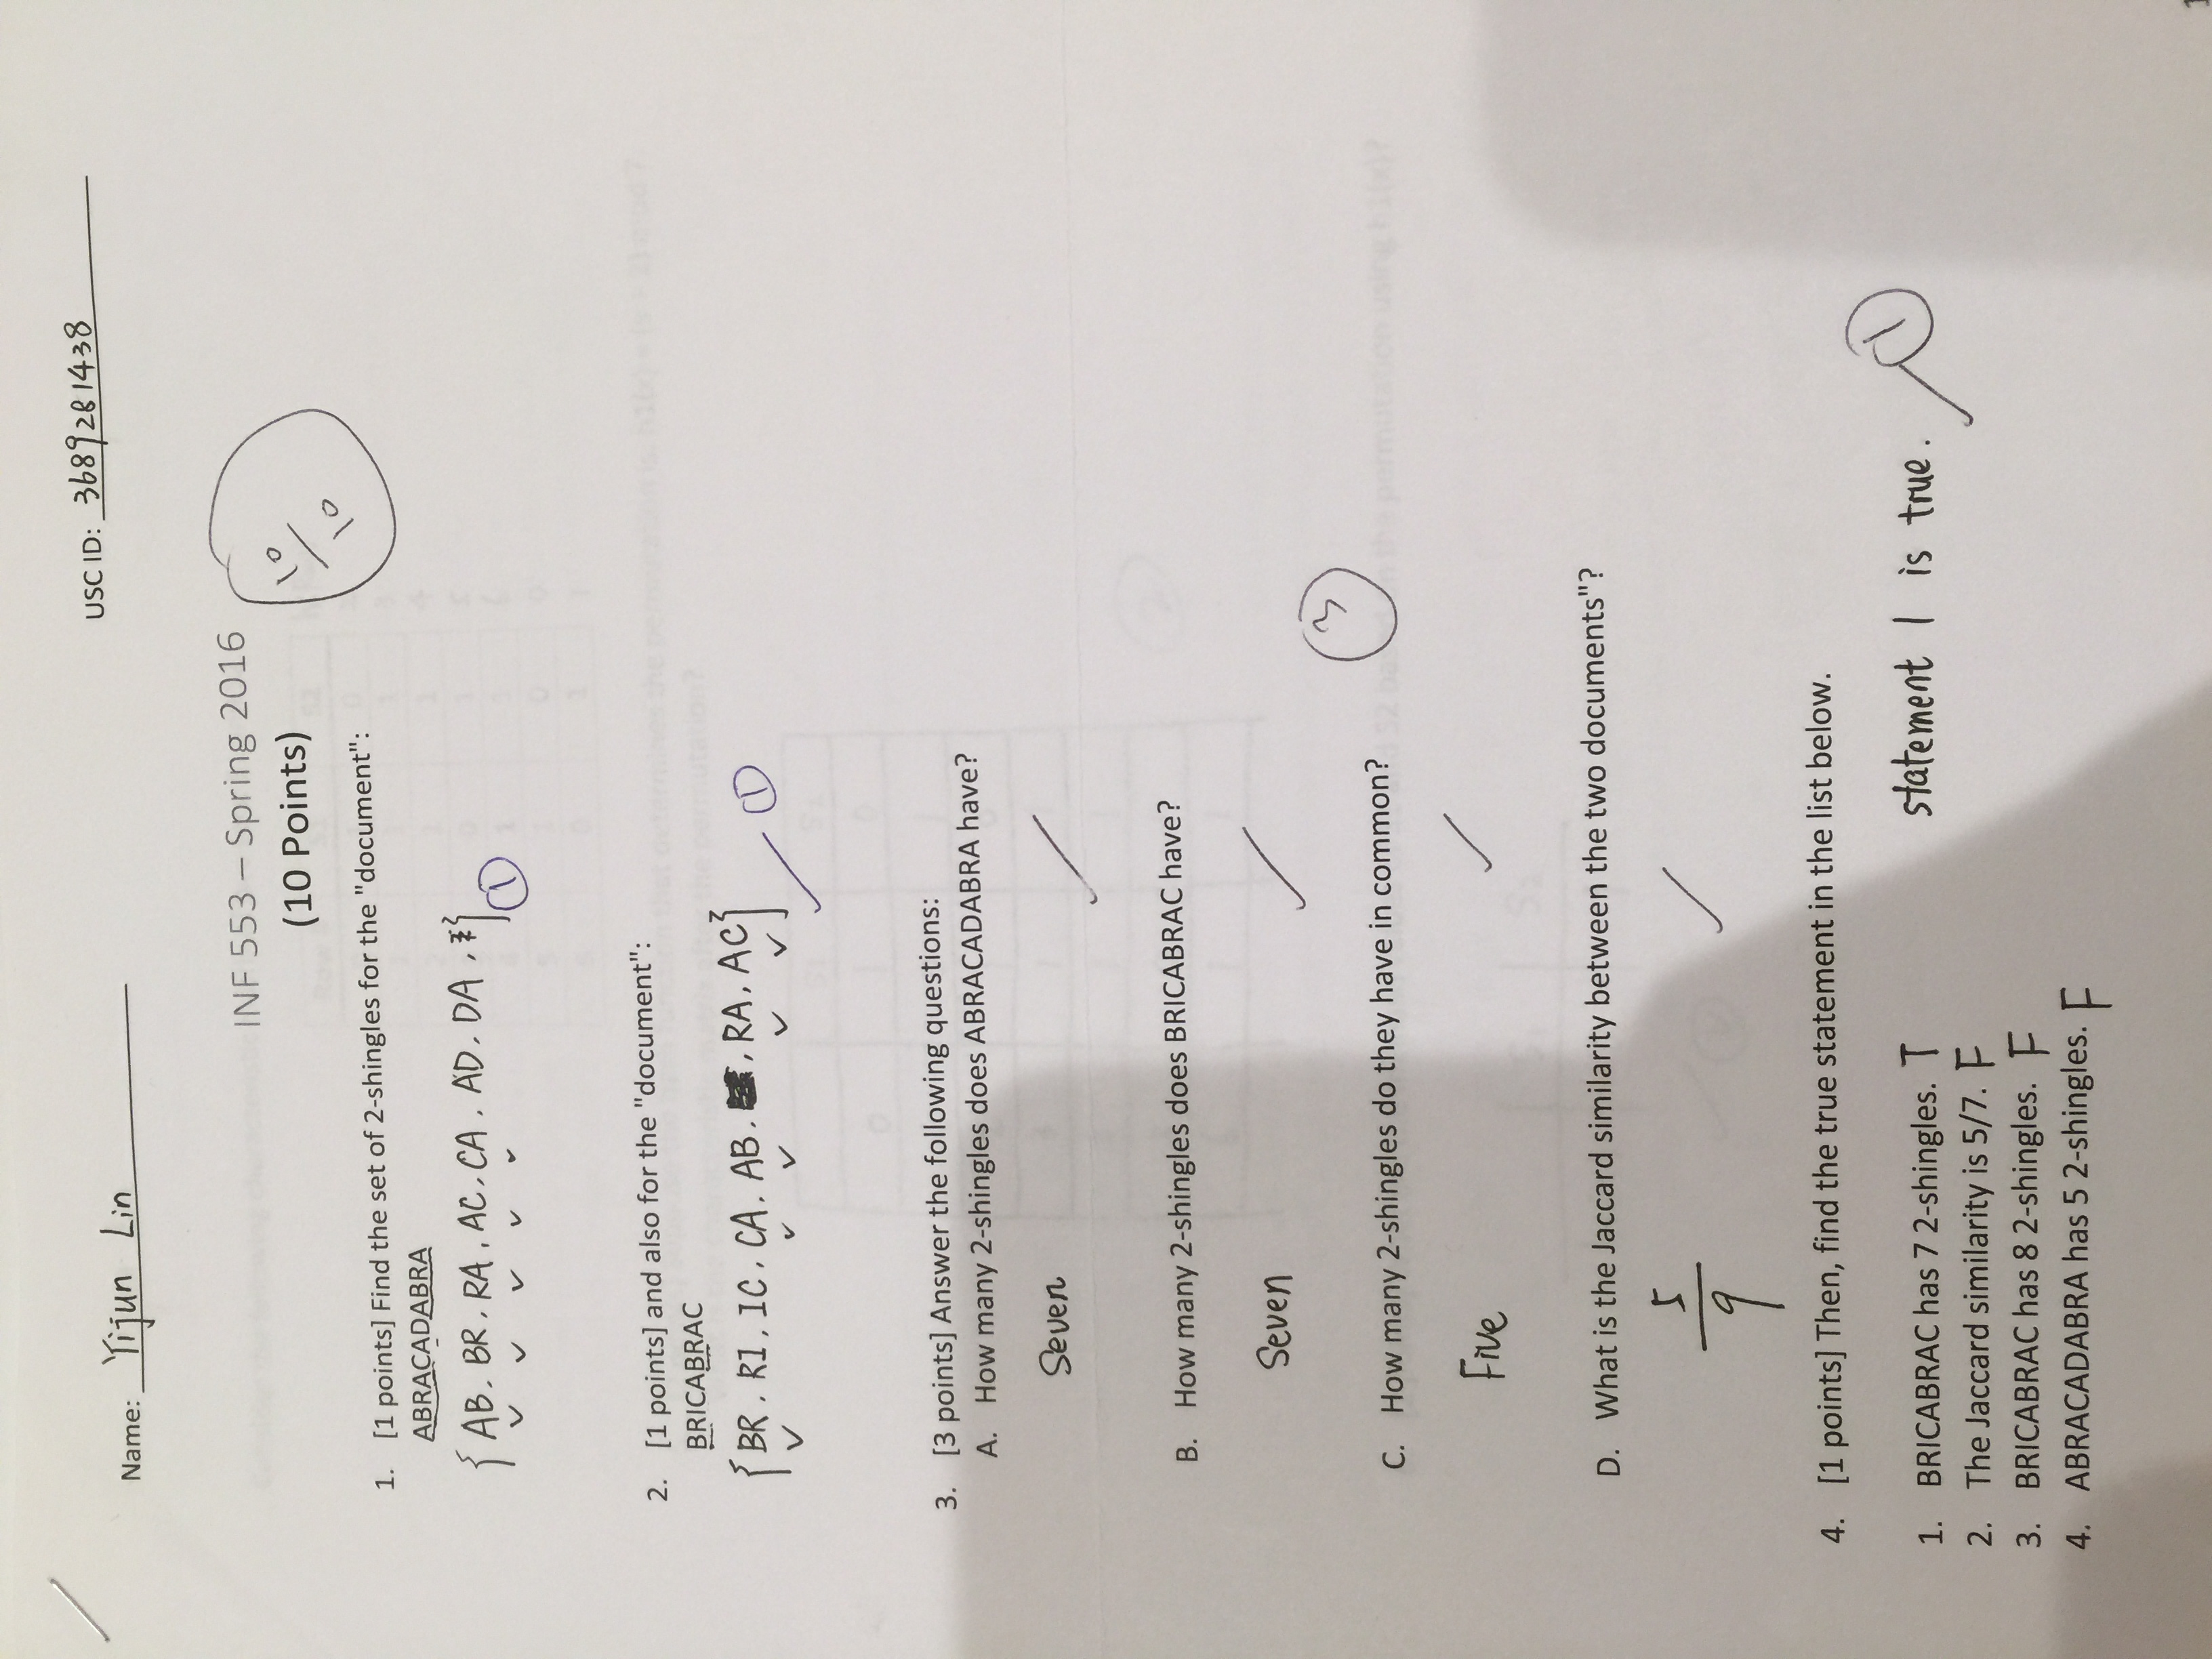 USC ID: 3689281438
Name: Yijun Lin
INF 553 – Spring 2016
(10 Points)
10/10
1. [1 points] Find the set of 2-shingles for the "document":
ABRACADABRA
{ AB, BR, RA, AC, CA, AD, DA, }
1
2. [1 points] and also for the "document":
BRICABRAC
{ BR, RI, IC, CA, AB, , RA, AC }
1
3. [3 points] Answer the following questions:
A. How many 2-shingles does ABRACADABRA have?
Seven
B. How many 2-shingles does BRICABRAC have?
Seven
3
C. How many 2-shingles do they have in common?
Five
D. What is the Jaccard similarity between the two documents"?
5
9
4. [1 points] Then, find the true statement in the list below.
1
statement 1 is true.
1. BRICABRAC has 7 2-shingles. T
2. The Jaccard similarity is 5/7. F
3. BRICABRAC has 8 2-shingles. F
4. ABRACADABRA has 5 2-shingles. F